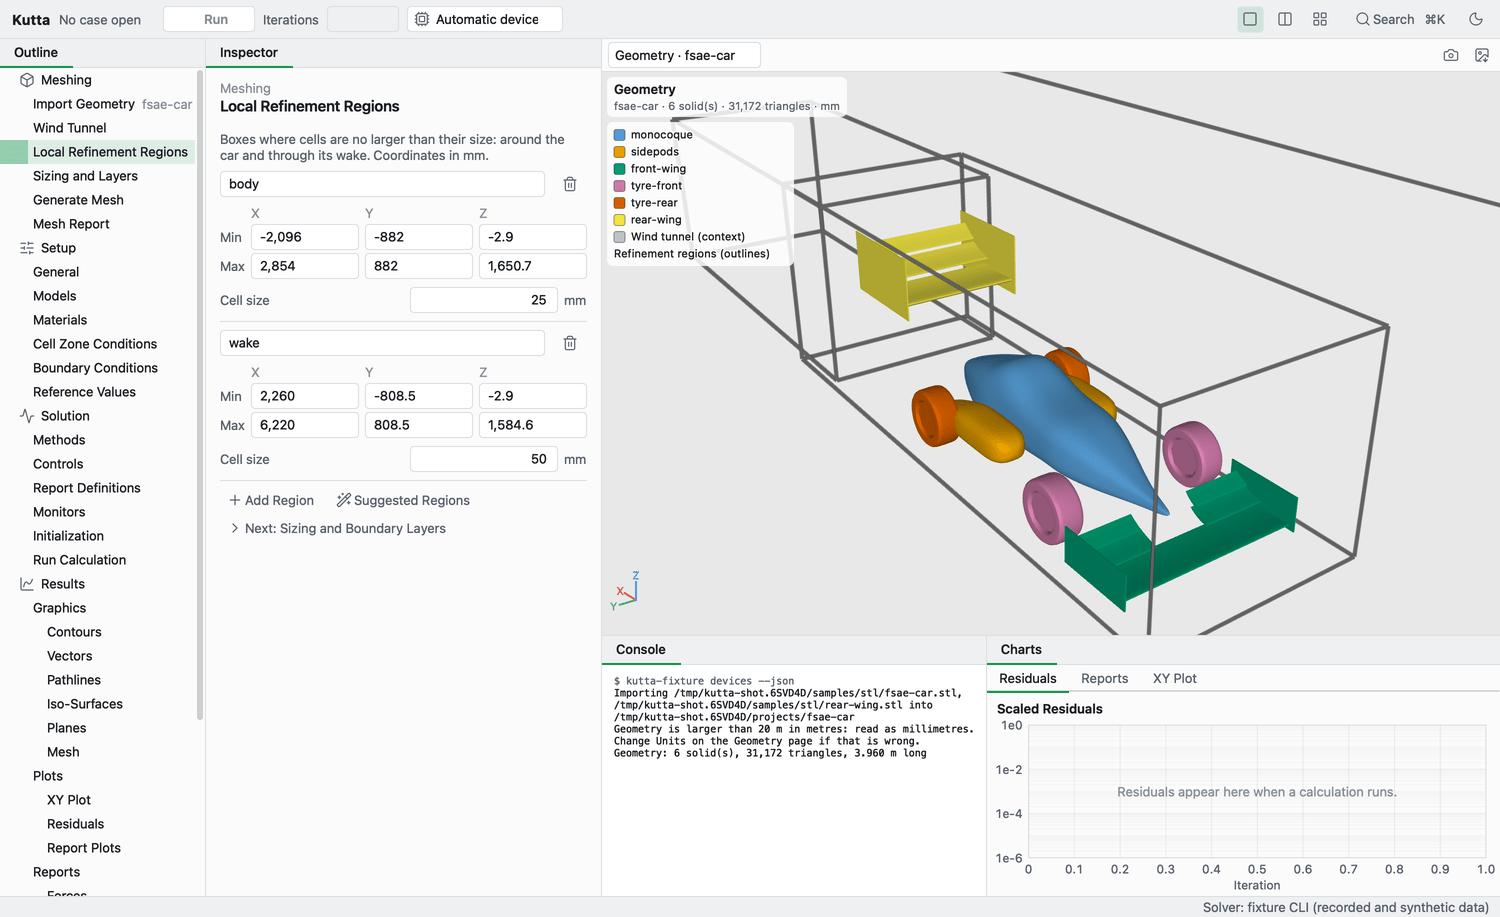 Kutta No case open Run Iterations Automatic device Search ⌘K
Outline
Meshing
Import Geometry fsae-car
Wind Tunnel
Local Refinement Regions
Sizing and Layers
Generate Mesh
Mesh Report
Setup
General
Models
Materials
Cell Zone Conditions
Boundary Conditions
Reference Values
Solution
Methods
Controls
Report Definitions
Monitors
Initialization
Run Calculation
Results
Graphics
Contours
Vectors
Pathlines
Iso-Surfaces
Planes
Mesh
Plots
XY Plot
Residuals
Report Plots
Reports
Forces
Inspector
Meshing
Local Refinement Regions
Boxes where cells are no larger than their size: around the
car and through its wake. Coordinates in mm.
body
X Y Z
Min -2,096 -882 -2.9
Max 2,854 882 1,650.7
Cell size 25 mm
wake
X Y Z
Min 2,260 -808.5 -2.9
Max 6,220 808.5 1,584.6
Cell size 50 mm
Add Region Suggested Regions
Next: Sizing and Boundary Layers
Geometry · fsae-car
Geometry
fsae-car · 6 solid(s) · 31,172 triangles · mm
monocoque
sidepods
front-wing
tyre-front
tyre-rear
rear-wing
Wind tunnel (context)
Refinement regions (outlines)
Z
X
Y
Console
$ kutta-fixture devices --json
Importing /tmp/kutta-shot.6SVD4D/samples/stl/fsae-car.stl,
/tmp/kutta-shot.6SVD4D/samples/stl/rear-wing.stl into
/tmp/kutta-shot.6SVD4D/projects/fsae-car
Geometry is larger than 20 m in metres: read as millimetres.
Change Units on the Geometry page if that is wrong.
Geometry: 6 solid(s), 31,172 triangles, 3.960 m long
Charts
Residuals Reports XY Plot
Scaled Residuals
1e0
1e-2
1e-4
1e-6
Residuals appear here when a calculation runs.
0 0.1 0.2 0.3 0.4 0.5 0.6 0.7 0.8 0.9 1.0
Iteration
Solver: fixture CLI (recorded and synthetic data)